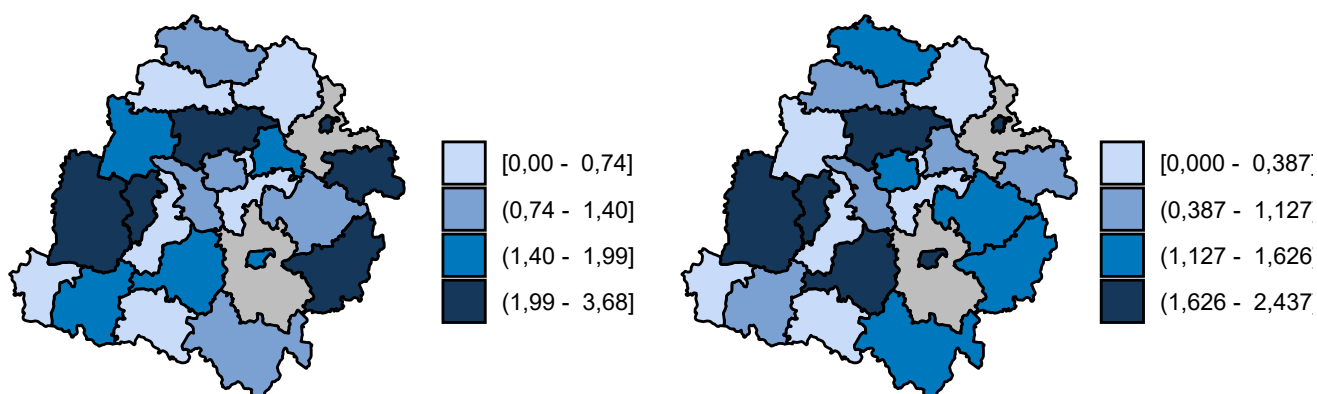 [0,00 - 0,74]
(0,74 - 1,40]
(1,40 - 1,99]
(1,99 - 3,68]
[0,000 - 0,387]
(0,387 - 1,127]
(1,127 - 1,626]
(1,626 - 2,437]